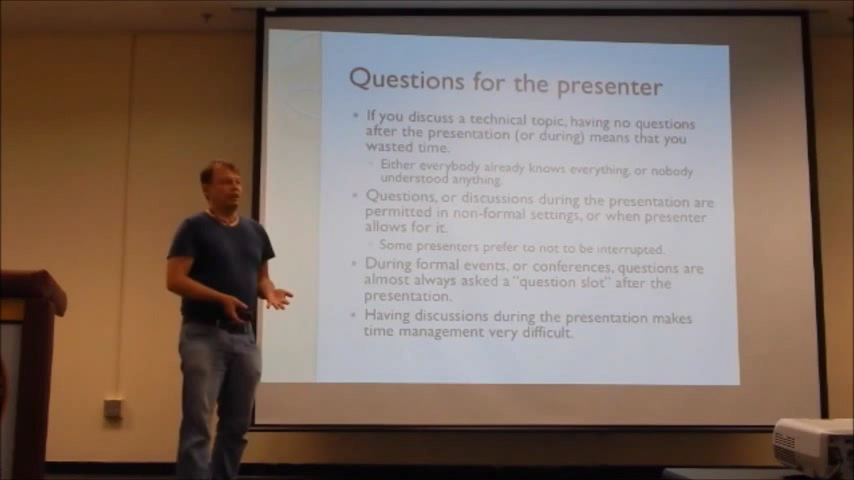 Questions for the presenter
If you discuss a technical topic, having no questions
after the presentation (or during) means that you
wasted time.
Either everybody already knows everything, or nobody
understood anything.
Questions, or discussions during the presentation are
permitted in non-formal settings, or when presenter
allows for it.
Some presenters prefer to not to be interrupted.
During formal events, or conferences, questions are
almost always asked a "question slot" after the
presentation.
Having discussions during the presentation makes
time management very difficult.